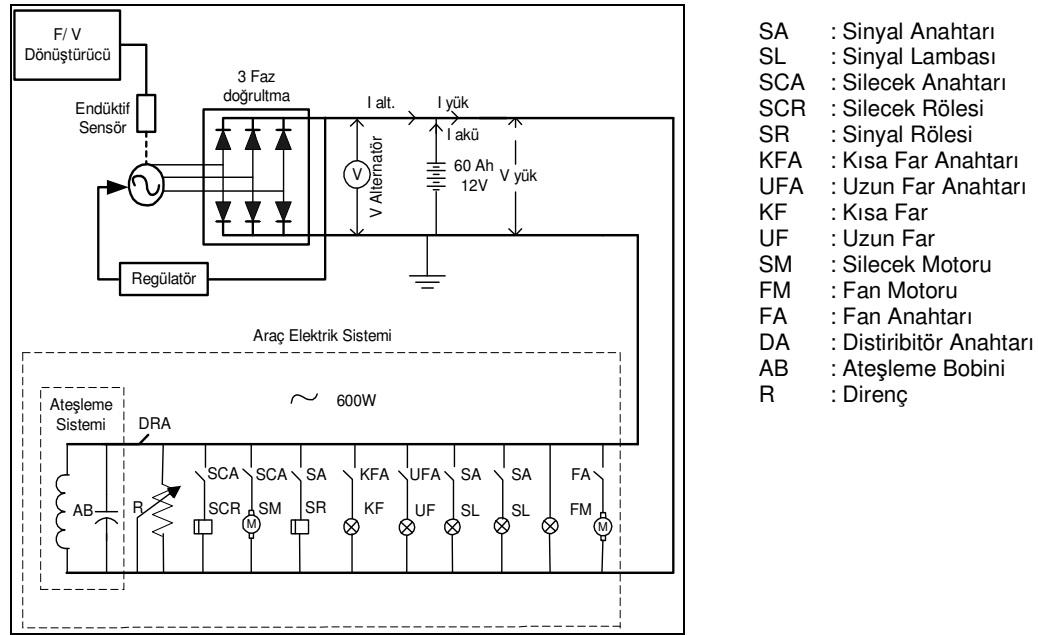 F/ V
Dönüştürücü
Endüktif
Sensör
3 Faz
doğrultma
I alt.
I yük
I akü
V
V Alternatör
60 Ah
12V
V yük
Regülatör
Araç Elektrik Sistemi
600W
Ateşleme
Sistemi
DRA
SCA
SCA
SA
KFA
UFA
SA
SA
FA
AB
R
SCR
SM
SR
KF
UF
SL
SL
FM
M
M
SA : Sinyal Anahtarı
SL : Sinyal Lambası
SCA : Silecek Anahtarı
SCR : Silecek Rölesi
SR : Sinyal Rölesi
KFA : Kısa Far Anahtarı
UFA : Uzun Far Anahtarı
KF : Kısa Far
UF : Uzun Far
SM : Silecek Motoru
FM : Fan Motoru
FA : Fan Anahtarı
DA : Distiribitör Anahtarı
AB : Ateşleme Bobini
R : Direnç